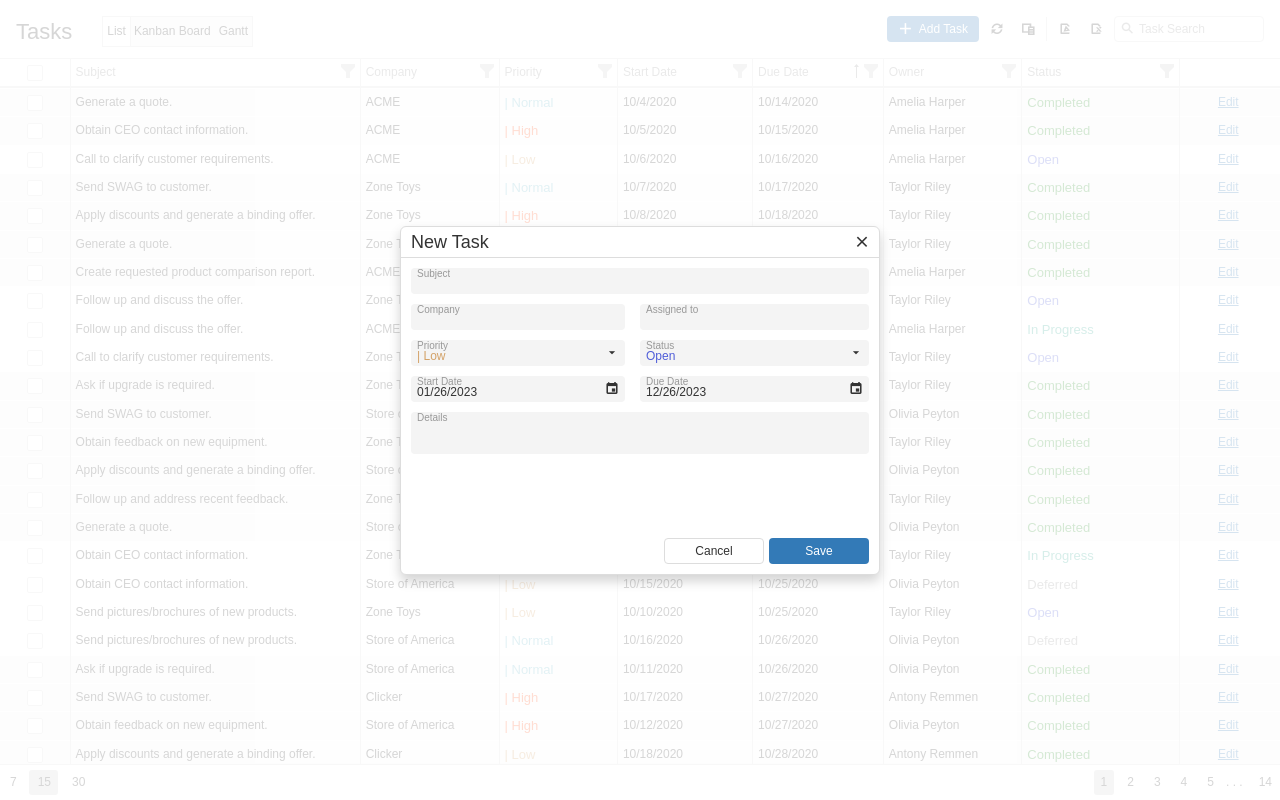 Tasks
List Kanban Board Gantt
Add Task
Task Search
Subject Company Priority Start Date Due Date Owner Status
Generate a quote. ACME | Normal 10/4/2020 10/14/2020 Amelia Harper Completed Edit
Obtain CEO contact information. ACME | High 10/5/2020 10/15/2020 Amelia Harper Completed Edit
Call to clarify customer requirements. ACME | Low 10/6/2020 10/16/2020 Amelia Harper Open Edit
Send SWAG to customer. Zone Toys | Normal 10/7/2020 10/17/2020 Taylor Riley Completed Edit
Apply discounts and generate a binding offer. Zone Toys | High 10/8/2020 10/18/2020 Taylor Riley Completed Edit
Generate a quote. Zone T Taylor Riley Completed Edit
Create requested product comparison report. ACME Amelia Harper Completed Edit
Follow up and discuss the offer. Zone T Taylor Riley Open Edit
Follow up and discuss the offer. ACME Amelia Harper In Progress Edit
Call to clarify customer requirements. Zone T Taylor Riley Open Edit
Ask if upgrade is required. Zone T Taylor Riley Completed Edit
Send SWAG to customer. Store o Olivia Peyton Completed Edit
Obtain feedback on new equipment. Zone T Taylor Riley Completed Edit
Apply discounts and generate a binding offer. Store o Olivia Peyton Completed Edit
Follow up and address recent feedback. Zone T Taylor Riley Completed Edit
Generate a quote. Store o Olivia Peyton Completed Edit
Obtain CEO contact information. Zone T Taylor Riley In Progress Edit
Obtain CEO contact information. Store of America | Low 10/15/2020 10/25/2020 Olivia Peyton Deferred Edit
Send pictures/brochures of new products. Zone Toys | Low 10/10/2020 10/25/2020 Taylor Riley Open Edit
Send pictures/brochures of new products. Store of America | Normal 10/16/2020 10/26/2020 Olivia Peyton Deferred Edit
Ask if upgrade is required. Store of America | Normal 10/11/2020 10/26/2020 Olivia Peyton Completed Edit
Send SWAG to customer. Clicker | High 10/17/2020 10/27/2020 Antony Remmen Completed Edit
Obtain feedback on new equipment. Store of America | High 10/12/2020 10/27/2020 Olivia Peyton Completed Edit
Apply discounts and generate a binding offer. Clicker | Low 10/18/2020 10/28/2020 Antony Remmen Completed Edit
7 15 30 1 2 3 4 5 . . . 14
New Task
Subject
Company Assigned to
Priority Status
| Low Open
Start Date Due Date
01/26/2023 12/26/2023
Details
Cancel Save